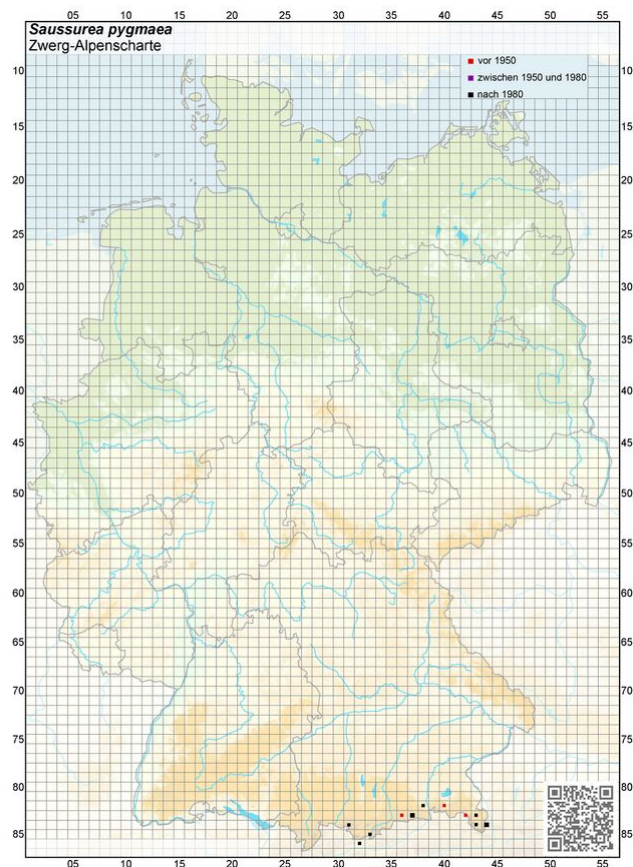 05 10 15 20 25 30 35 40 45 50 55
Saussurea pygmaea
Zwerg-Alpenscharte
vor 1950
zwischen 1950 und 1980
nach 1980
10 10
15 15
20 20
25 25
30 30
35 35
40 40
45 45
50 50
55 55
60 60
65 65
70 70
75 75
80 80
85 85
05 10 15 20 25 30 35 40 45 50 55